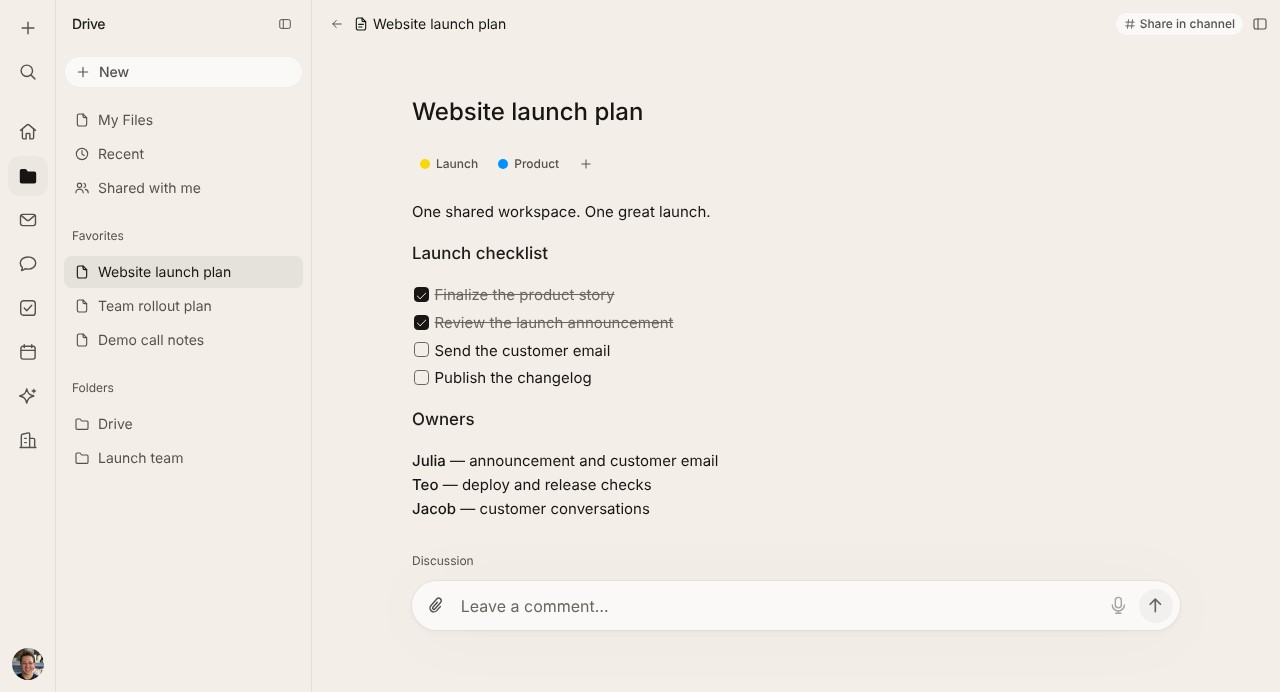 Drive
New
My Files
Recent
Shared with me
Favorites
Website launch plan
Team rollout plan
Demo call notes
Folders
Drive
Launch team
Website launch plan
Share in channel
Website launch plan
Launch
Product
One shared workspace. One great launch.
Launch checklist
Finalize the product story
Review the launch announcement
Send the customer email
Publish the changelog
Owners
Julia — announcement and customer email
Teo — deploy and release checks
Jacob — customer conversations
Discussion
Leave a comment...